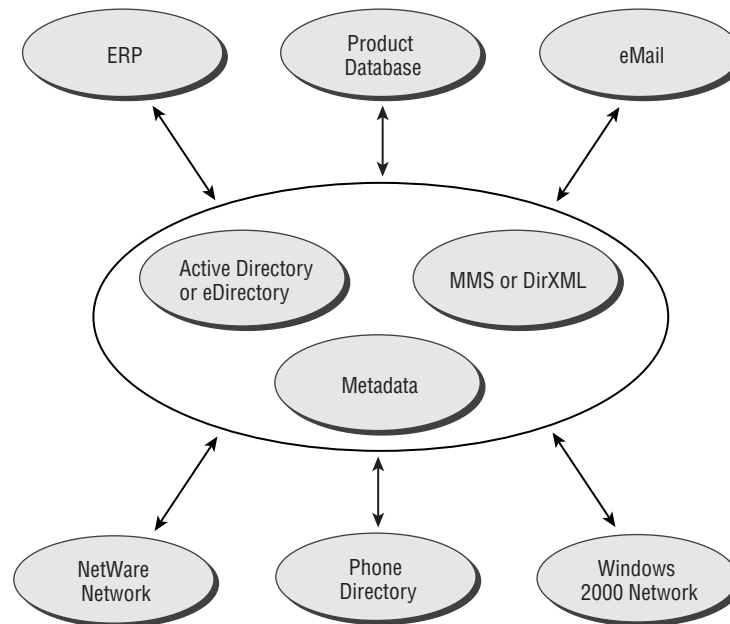 ERP
Product
Database
eMail
Active Directory
or eDirectory
MMS or DirXML
Metadata
NetWare
Network
Phone
Directory
Windows
2000 Network